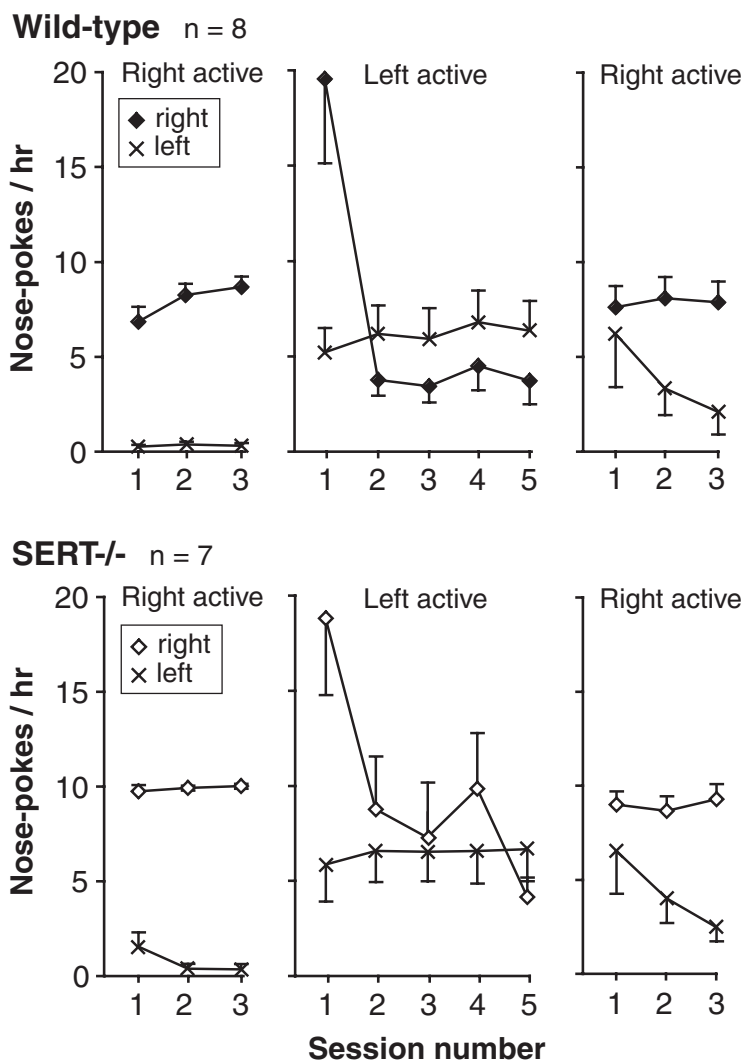 Wild-type n = 8
Right active Left active Right active
right
left
Nose-pokes / hr
20
15
10
5
0
1 2 3 1 2 3 4 5 1 2 3
SERT-/- n = 7
Right active Left active Right active
right
left
Nose-pokes / hr
20
15
10
5
0
1 2 3 1 2 3 4 5 1 2 3
Session number